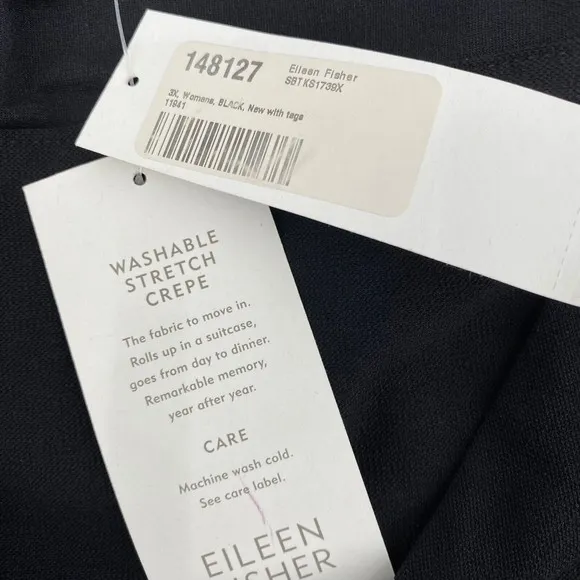 148127
Eileen Fisher
SBTKS1739X
3X, Womens, BLACK, New with tags
11941
WASHABLE
STRETCH
CREPE
The fabric to move in.
Rolls up in a suitcase,
goes from day to dinner.
Remarkable memory,
year after year.
CARE
Machine wash cold.
See care label.
EILEEN
FISHER